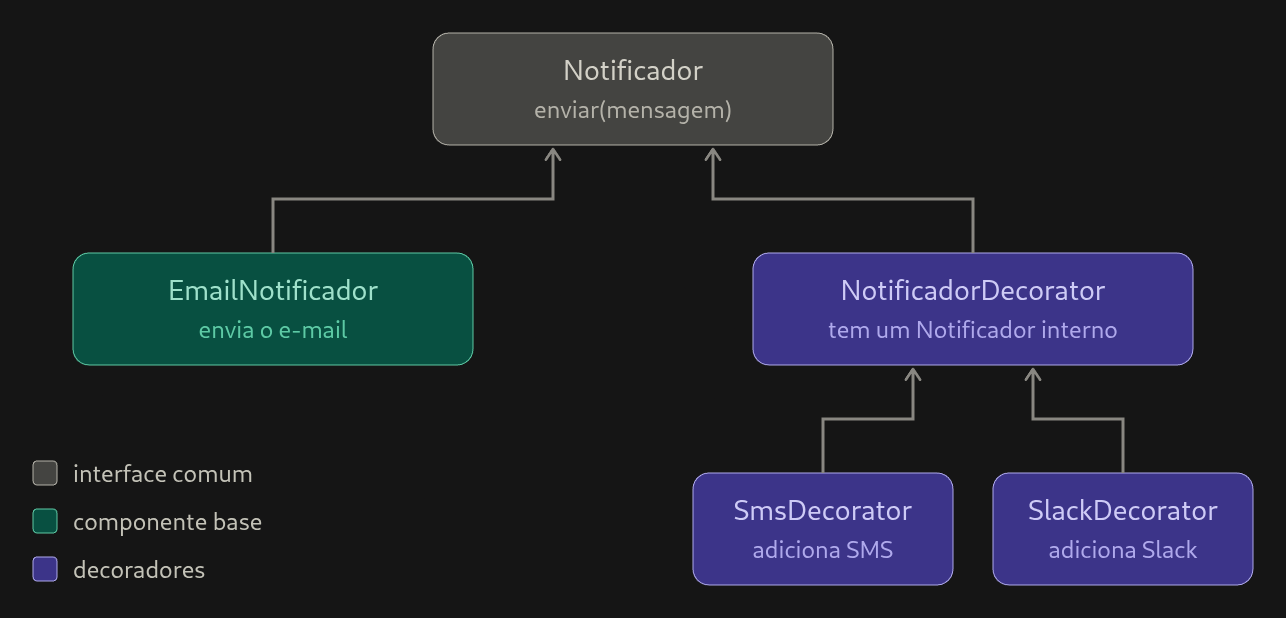 Notificador
enviar(mensagem)
EmailNotificador
envia o e-mail
NotificadorDecorator
tem um Notificador interno
SmsDecorator
adiciona SMS
SlackDecorator
adiciona Slack
interface comum
componente base
decoradores